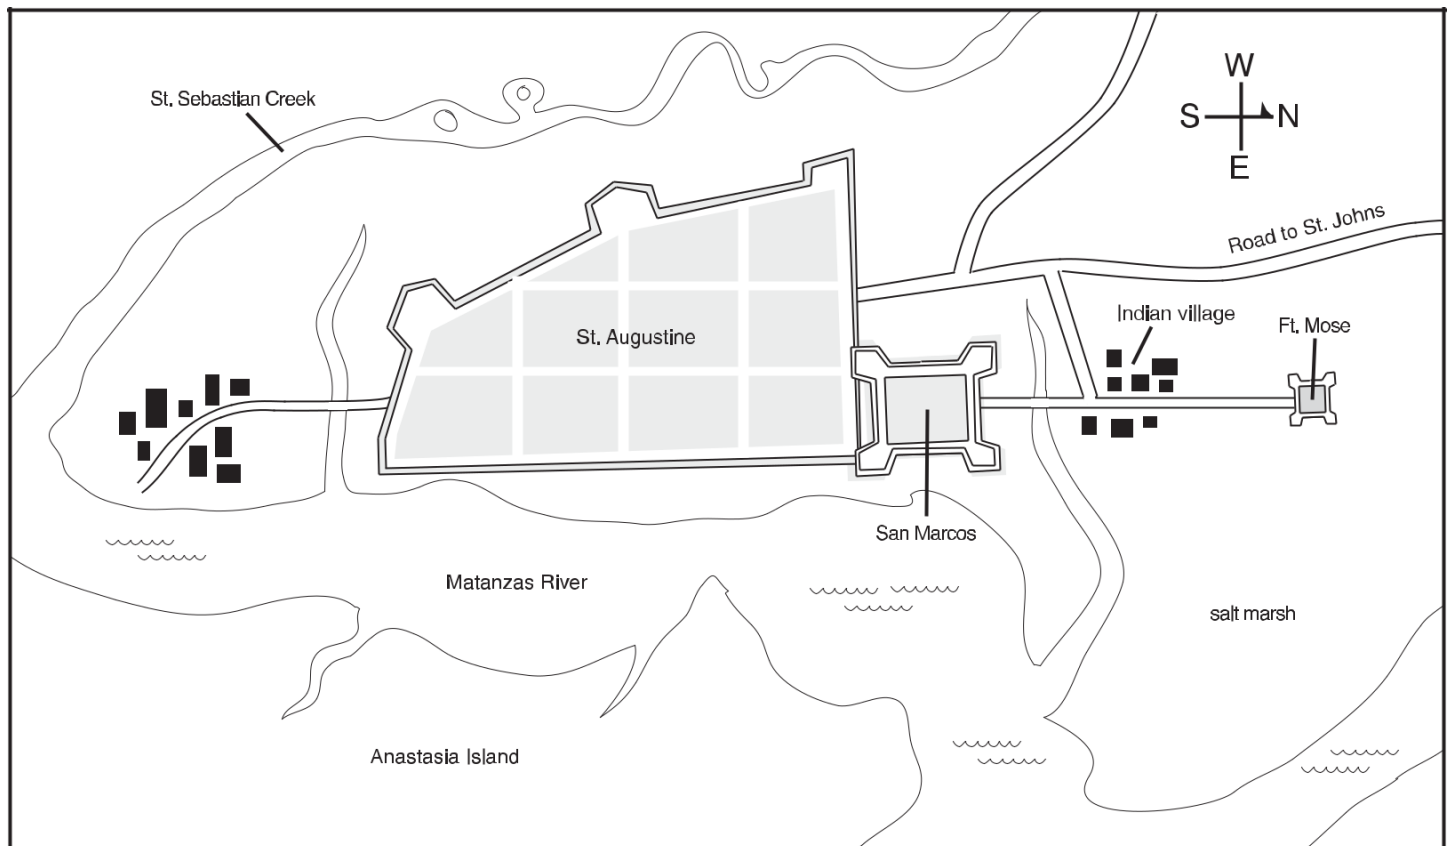 W
St. Sebastian Creek
S
N
E
Road to St. Johns
Indian village
Ft. Mose
St. Augustine
San Marcos
Matanzas River
salt marsh
Anastasia Island